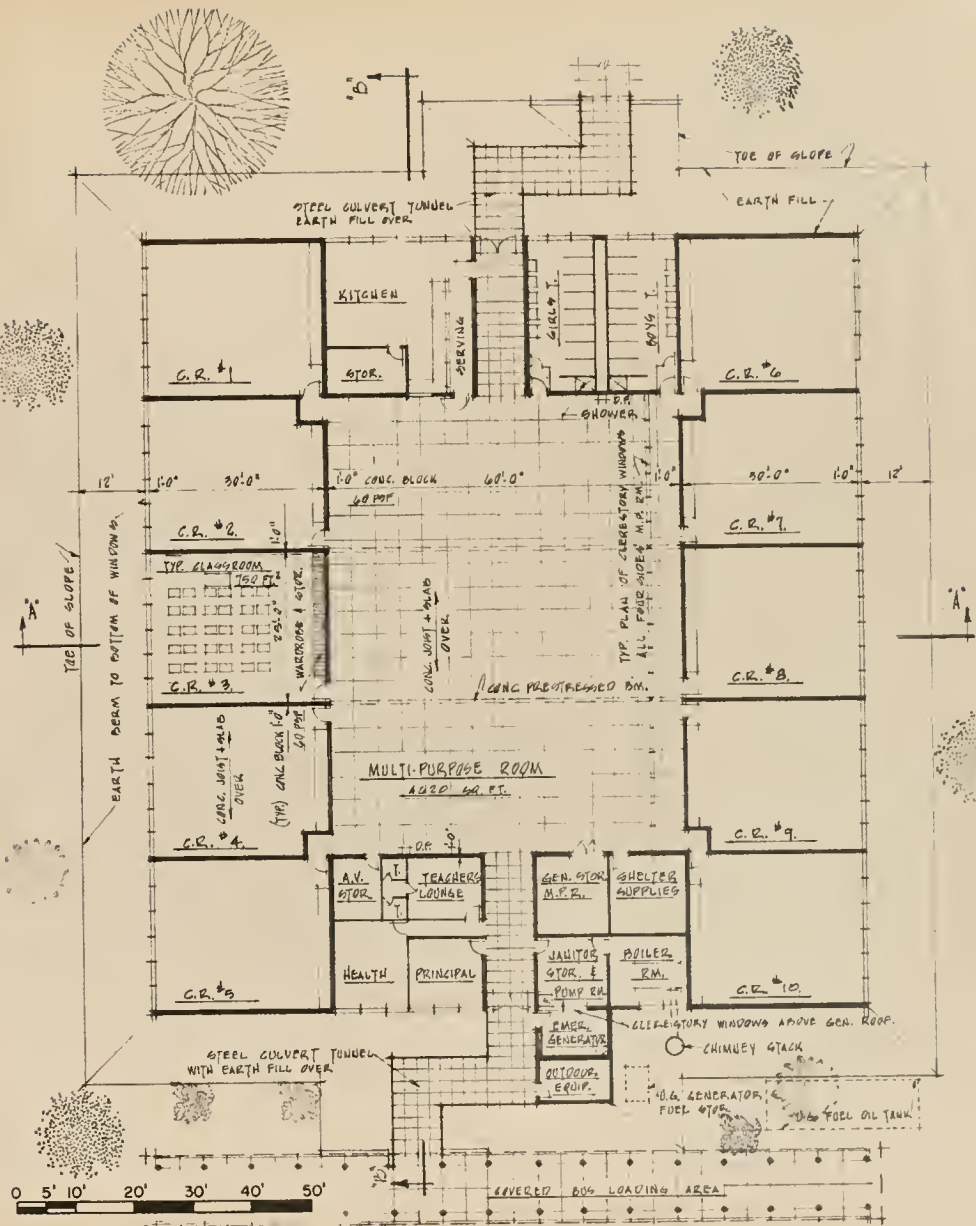 "B"
TOE OF SLOPE
EARTH FILL
STEEL CULVERT TUNNEL
EARTH FILL OVER
KITCHEN
STOR.
SERVING
GIRLS T.
BOYS T.
C.R. #1
C.R. #6
D.F.
SHOWER
12'
1'-0"
30'-0"
1'-0" CONC. BLOCK
60 PSF
60'-0"
1'-0"
30'-0"
1'-0"
12'
C.R. #2.
1'-0"
C.R. #7.
TYP. CLASSROOM
750 FT.
25'-0"
WARDROBE & STOR.
C.R. #3.
TOE OF SLOPE
EARTH BERM TO BOTTOM OF WINDOWS.
"A"
"A"
CONC. JOIST & SLAB
OVER
TYP. PLAN OF CLERESTORY WINDOWS
ALL FOUR SIDES M.P. RM.
C.R. #8.
CONC PRESTRESSED BM.
CONC. JOIST & SLAB
OVER
(TYP.) CONC. BLOCK 1'-0"
60 PSF
MULTI-PURPOSE ROOM
SQ. FT.
C.R. #4.
C.R. #9.
D.F.
1'-0"
A.V.
STOR.
T.
T.
TEACHERS
LOUNGE
GEN. STOR.
M.P.R.
SHELTER
SUPPLIES
HEALTH
PRINCIPAL
JANITOR
STOR. &
PUMP RM.
BOILER
RM.
C.R. #5
C.R. #10.
CLERESTORY WINDOWS ABOVE GEN. ROOF.
EMER.
GENERATOR
CHIMNEY STACK
STEEL CULVERT TUNNEL
WITH EARTH FILL OVER
OUTDOOR
EQUIP.
U.G. GENERATOR
FUEL STOR.
U.G. FUEL OIL TANK
"B"
0 5' 10' 20' 30' 40' 50'
COVERED BUS LOADING AREA